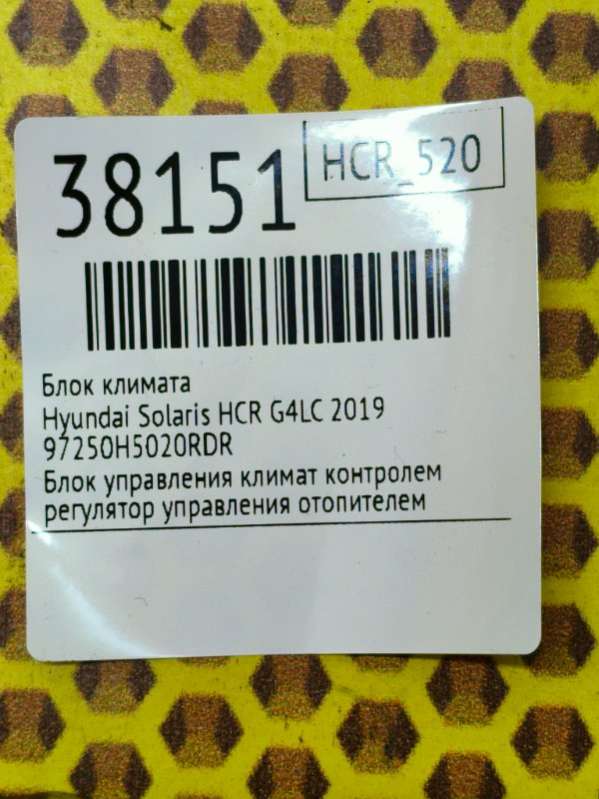 38151
HCR_520
Блок климата
Hyundai Solaris HCR G4LC 2019
97250H5020RDR
Блок управления климат контролем
регулятор управления отопителем